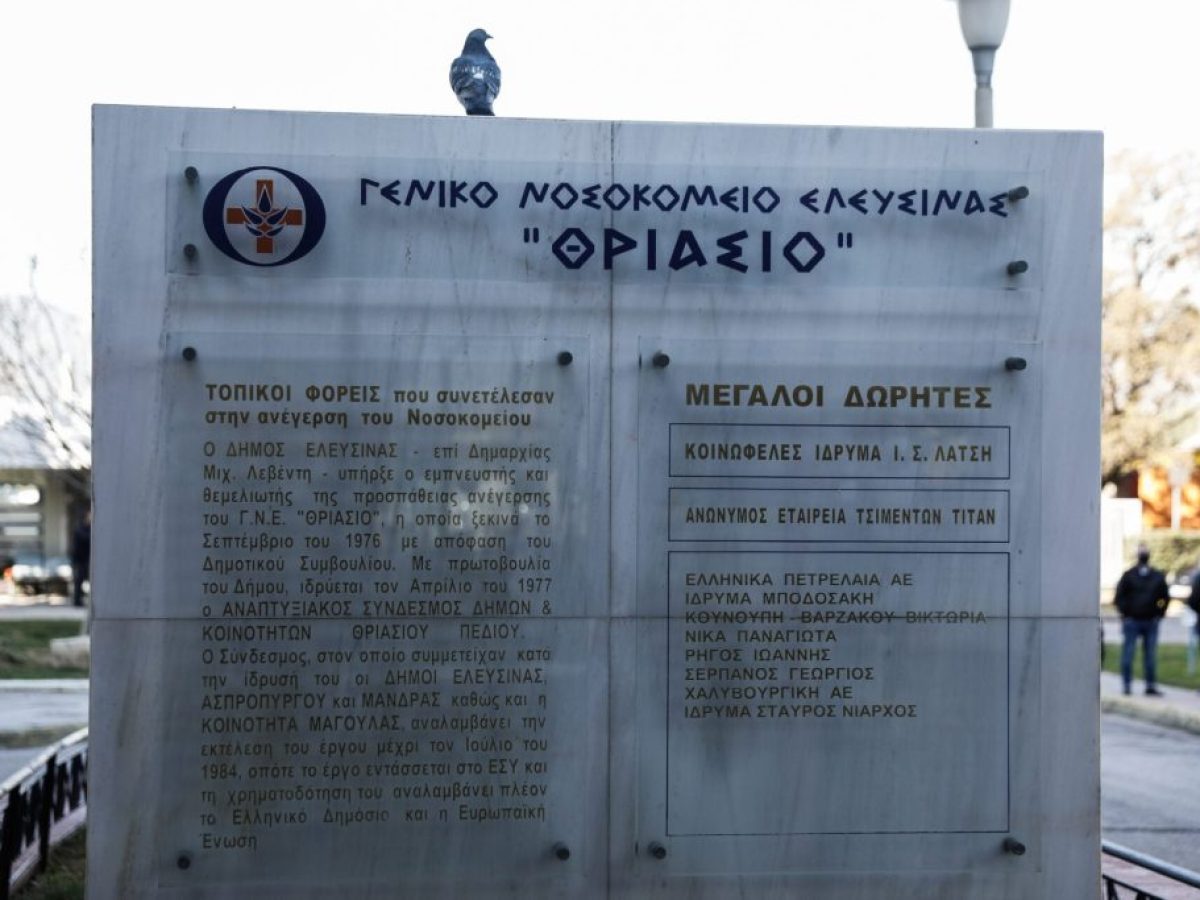 ΓΕΝΙΚΟ ΝΟΣΟΚΟΜΕΙΟ ΕΛΕΥΣΙΝΑΣ
"ΘΡΙΑΣΙΟ"
ΤΟΠΙΚΟΙ ΦΟΡΕΙΣ που συνετέλεσαν
στην ανέγερση του Νοσοκομείου
Ο ΔΗΜΟΣ ΕΛΕΥΣΙΝΑΣ - επί Δημαρχίας
Μιχ. Λεβέντη - υπήρξε ο εμπνευστής και
θεμελιωτής της προσπάθειας ανέγερσης
του Γ.Ν.Ε. "ΘΡΙΑΣΙΟ", η οποία ξεκινά το
Σεπτέμβριο του 1976 με απόφαση του
Δημοτικού Συμβουλίου. Με πρωτοβουλία
του Δήμου, ιδρύεται τον Απρίλιο του 1977
ο ΑΝΑΠΤΥΞΙΑΚΟΣ ΣΥΝΔΕΣΜΟΣ ΔΗΜΩΝ &
ΚΟΙΝΟΤΗΤΩΝ ΘΡΙΑΣΙΟΥ ΠΕΔΙΟΥ.
Ο Σύνδεσμος, στον οποίο συμμετείχαν κατα
την ίδρυσή του οι ΔΗΜΟΙ ΕΛΕΥΣΙΝΑΣ,
ΑΣΠΡΟΠΥΡΓΟΥ και ΜΑΝΔΡΑΣ καθώς και η
ΚΟΙΝΟΤΗΤΑ ΜΑΓΟΥΛΑΣ, αναλαμβάνει την
εκτέλεση του έργου μέχρι τον Ιούλιο του
1984, οπότε το έργο εντάσσεται στο ΕΣΥ και
τη χρηματοδότηση του αναλαμβάνει πλέον
το Ελληνικό Δημόσιο και η Ευρωπαϊκή
Ένωση
ΜΕΓΑΛΟΙ ΔΩΡΗΤΕΣ
ΚΟΙΝΩΦΕΛΕΣ ΙΔΡΥΜΑ Ι. Σ. ΛΑΤΣΗ
ΑΝΩΝΥΜΟΣ ΕΤΑΙΡΕΙΑ ΤΣΙΜΕΝΤΩΝ ΤΙΤΑΝ
ΕΛΛΗΝΙΚΑ ΠΕΤΡΕΛΑΙΑ ΑΕ
ΙΔΡΥΜΑ ΜΠΟΔΟΣΑΚΗ
ΚΟΥΝΟΥΠΗ - ΒΑΡΖΑΚΟΥ ΒΙΚΤΩΡΙΑ
ΝΙΚΑ ΠΑΝΑΓΙΩΤΑ
ΡΗΓΟΣ ΙΩΑΝΝΗΣ
ΣΕΡΠΑΝΟΣ ΓΕΩΡΓΙΟΣ
ΧΑΛΥΒΟΥΡΓΙΚΗ ΑΕ
ΙΔΡΥΜΑ ΣΤΑΥΡΟΣ ΝΙΑΡΧΟΣ